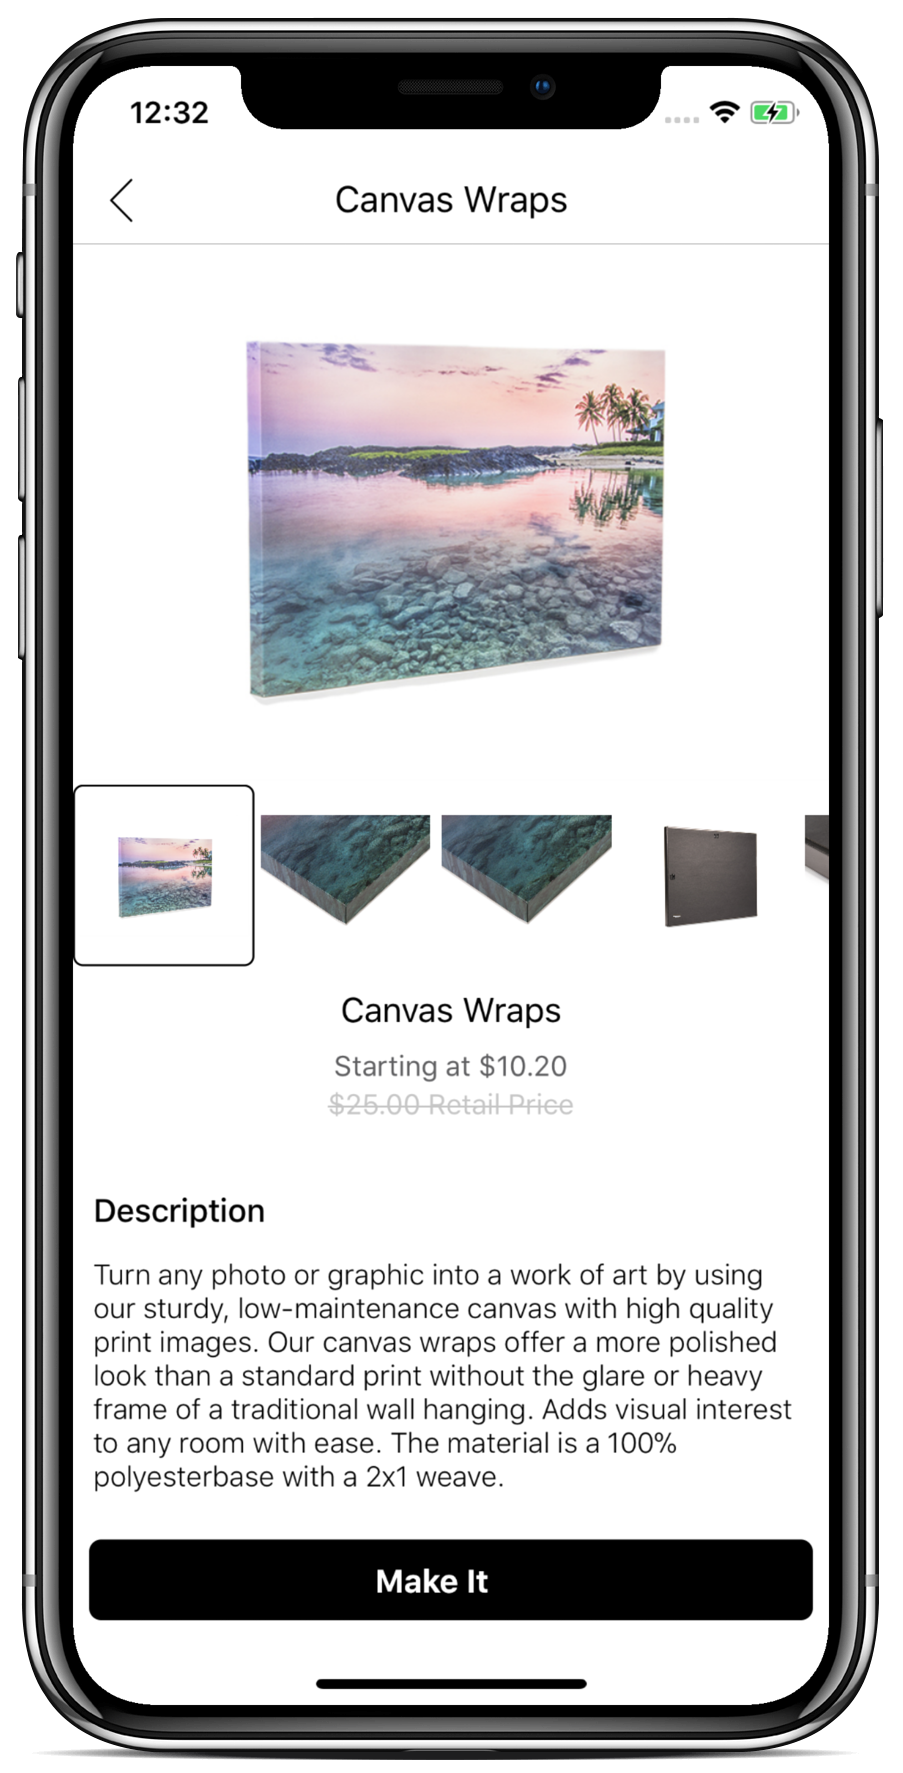 12:32
Canvas Wraps
Canvas Wraps
Starting at $10.20
$25.00 Retail Price
Description
Turn any photo or graphic into a work of art by using
our sturdy, low-maintenance canvas with high quality
print images. Our canvas wraps offer a more polished
look than a standard print without the glare or heavy
frame of a traditional wall hanging. Adds visual interest
to any room with ease. The material is a 100%
polyesterbase with a 2x1 weave.
Make It